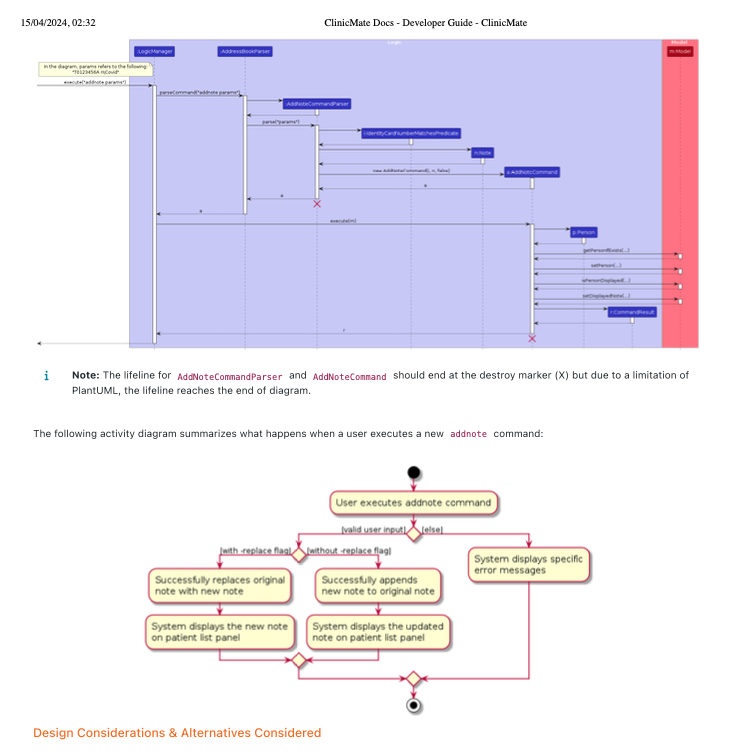 15/04/2024, 02:32
ClinicMate Docs - Developer Guide - ClinicMate
Logic
Model
:LogicManager
:AddressBookParser
m:Model
In the diagram, params refers to the following:
"T0123456A n|Covid"
execute("addnote params")
parseCommand("addnote params")
:AddNoteCommandParser
parse("params")
:IdentityCardNumberMatchesPredicate
n:Note
new AddNoteCommand(i, n, false)
a:AddNoteCommand
a
a
a
execute(m)
p:Person
getPersonIfExists(...)
setPerson(...)
isPersonDisplayed(...)
setDisplayedNote(...)
r:CommandResult
r
Note: The lifeline for AddNoteCommandParser and AddNoteCommand should end at the destroy marker (X) but due to a limitation of
PlantUML, the lifeline reaches the end of diagram.
The following activity diagram summarizes what happens when a user executes a new addnote command:
User executes addnote command
[valid user input]
[else]
[with -replace flag]
[without -replace flag]
System displays specific
error messages
Successfully replaces original
note with new note
Successfully appends
new note to original note
System displays the new note
on patient list panel
System displays the updated
note on patient list panel
Design Considerations & Alternatives Considered